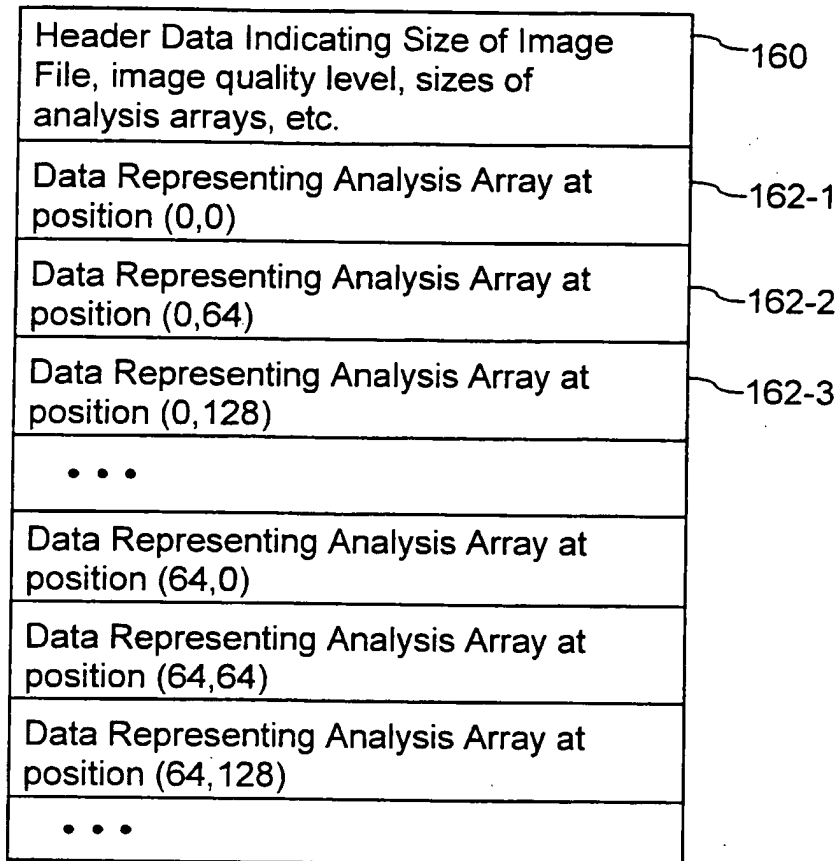 Header Data Indicating Size of Image
File, image quality level, sizes of
analysis arrays, etc.
160
Data Representing Analysis Array at
position (0,0)
162-1
Data Representing Analysis Array at
position (0,64)
162-2
Data Representing Analysis Array at
position (0,128)
162-3
• • •
Data Representing Analysis Array at
position (64,0)
Data Representing Analysis Array at
position (64,64)
Data Representing Analysis Array at
position (64,128)
• • •